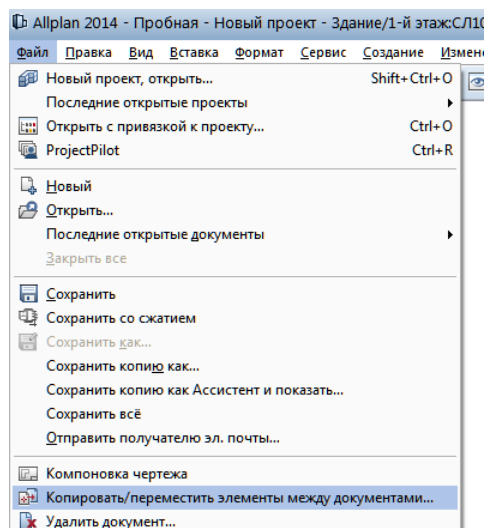 Allplan 2014 - Пробная - Новый проект - Здание/1-й этаж:СЛ10
Файл Правка Вид Вставка Формат Сервис Создание Измен
Новый проект, открыть... Shift+Ctrl+O
Последние открытые проекты
Открыть с привязкой к проекту... Ctrl+O
ProjectPilot Ctrl+R
Новый
Открыть...
Последние открытые документы
Закрыть все
Сохранить
Сохранить со сжатием
Сохранить как...
Сохранить копию как...
Сохранить копию как Ассистент и показать...
Сохранить всё
Отправить получателю эл. почты...
Компоновка чертежа
Копировать/переместить элементы между документами...
Удалить документ...